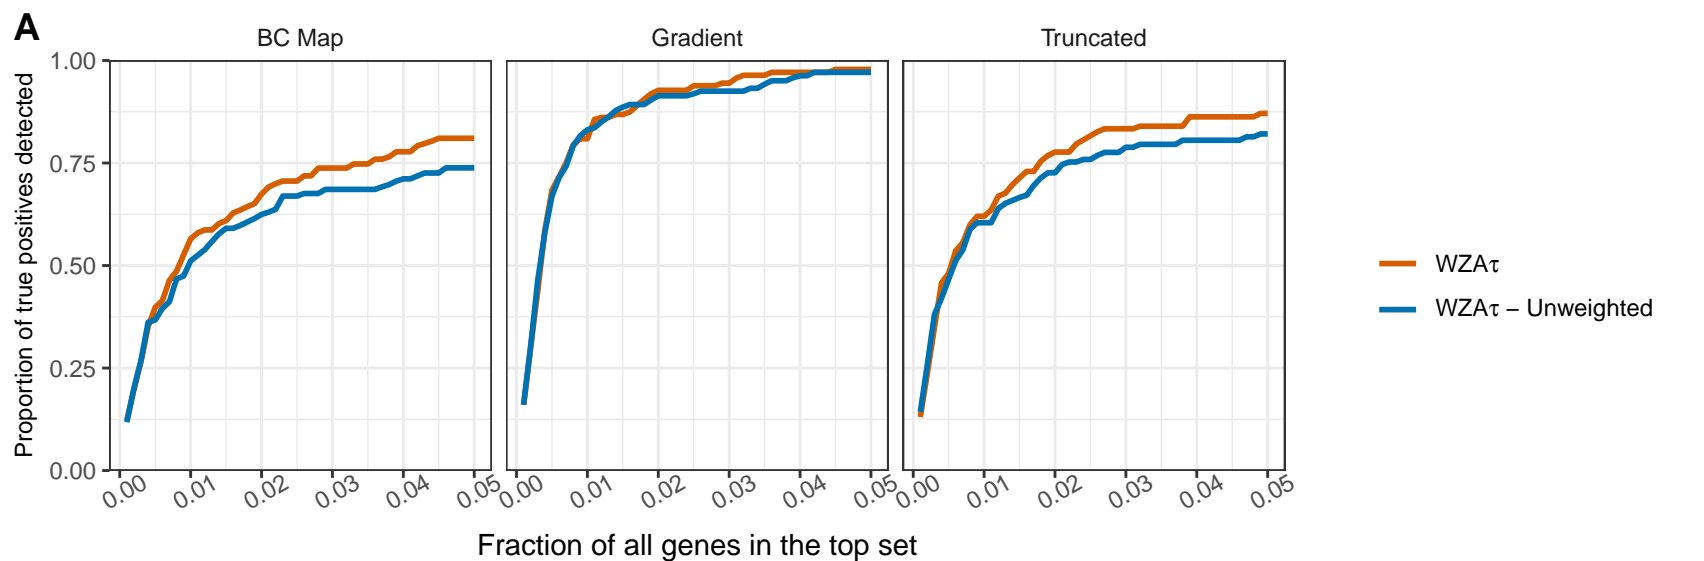 A
BC Map
Gradient
Truncated
Proportion of true positives detected
1.00
0.75
0.50
0.25
0.00
0.00 0.01 0.02 0.03 0.04 0.05
0.00 0.01 0.02 0.03 0.04 0.05
0.00 0.01 0.02 0.03 0.04 0.05
Fraction of all genes in the top set
WZAτ
WZAτ − Unweighted